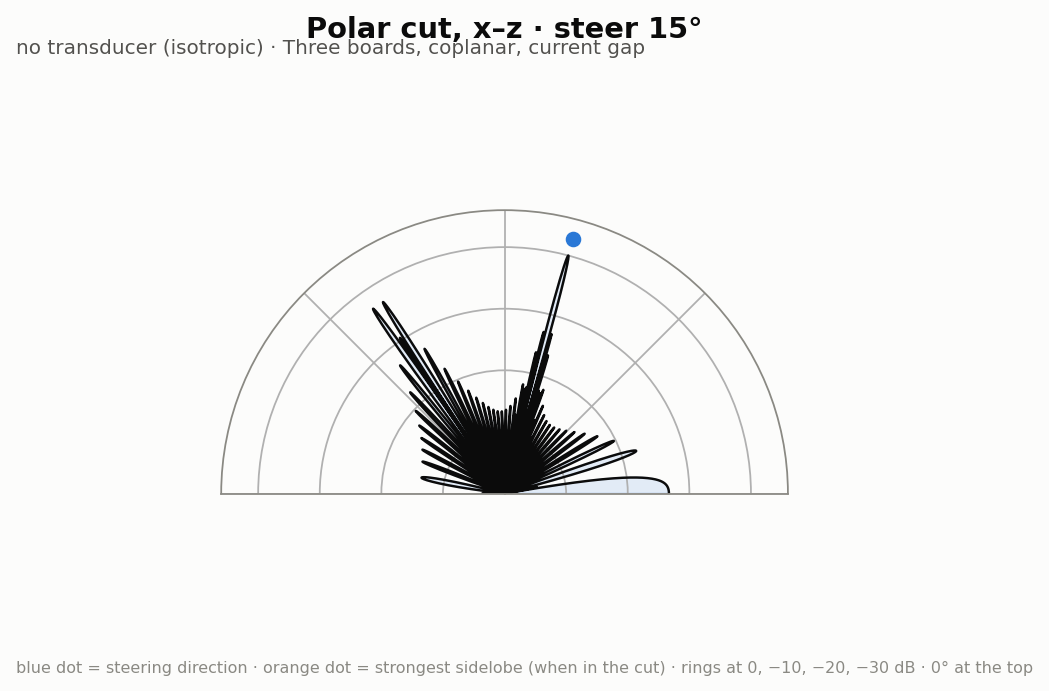 Polar cut, x–z · steer 15°
no transducer (isotropic) · Three boards, coplanar, current gap
blue dot = steering direction · orange dot = strongest sidelobe (when in the cut) · rings at 0, −10, −20, −30 dB · 0° at the top